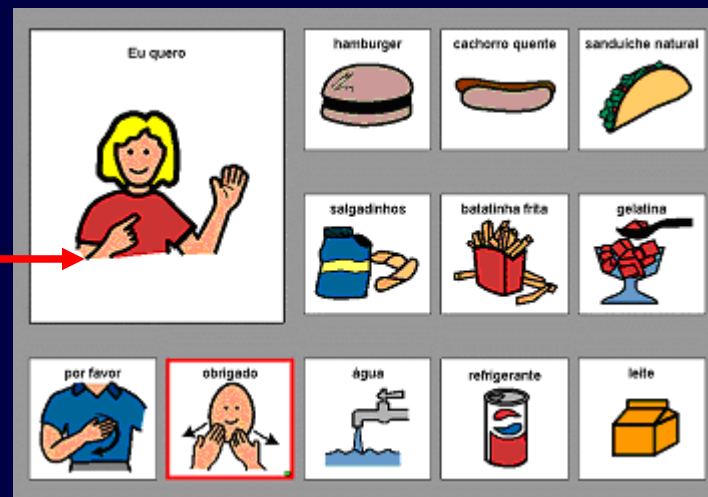 Eu quero
hamburger
cachorro quente
sanduiche natural
salgadinhos
batatinha frita
gelatina
por favor
obrigado
água
refrigerante
leite